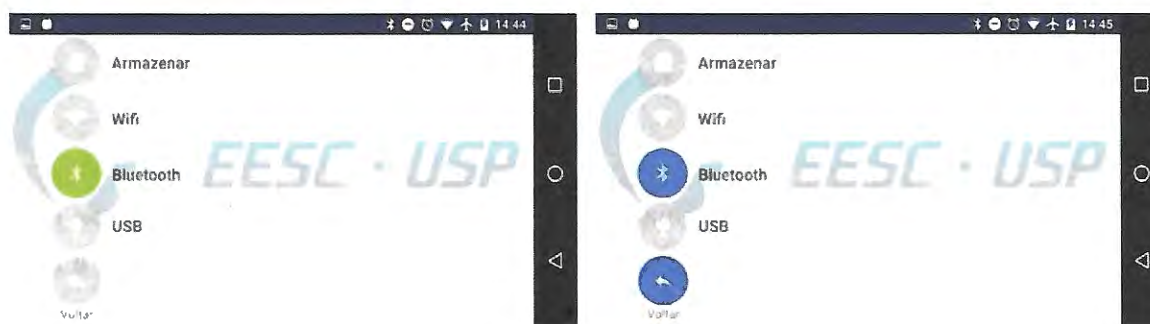 14:44
Armazenar
Wifi
EESC · USP
Bluetooth
USB
Voltar
14:45
Armazenar
Wifi
EESC · USP
Bluetooth
USB
Voltar